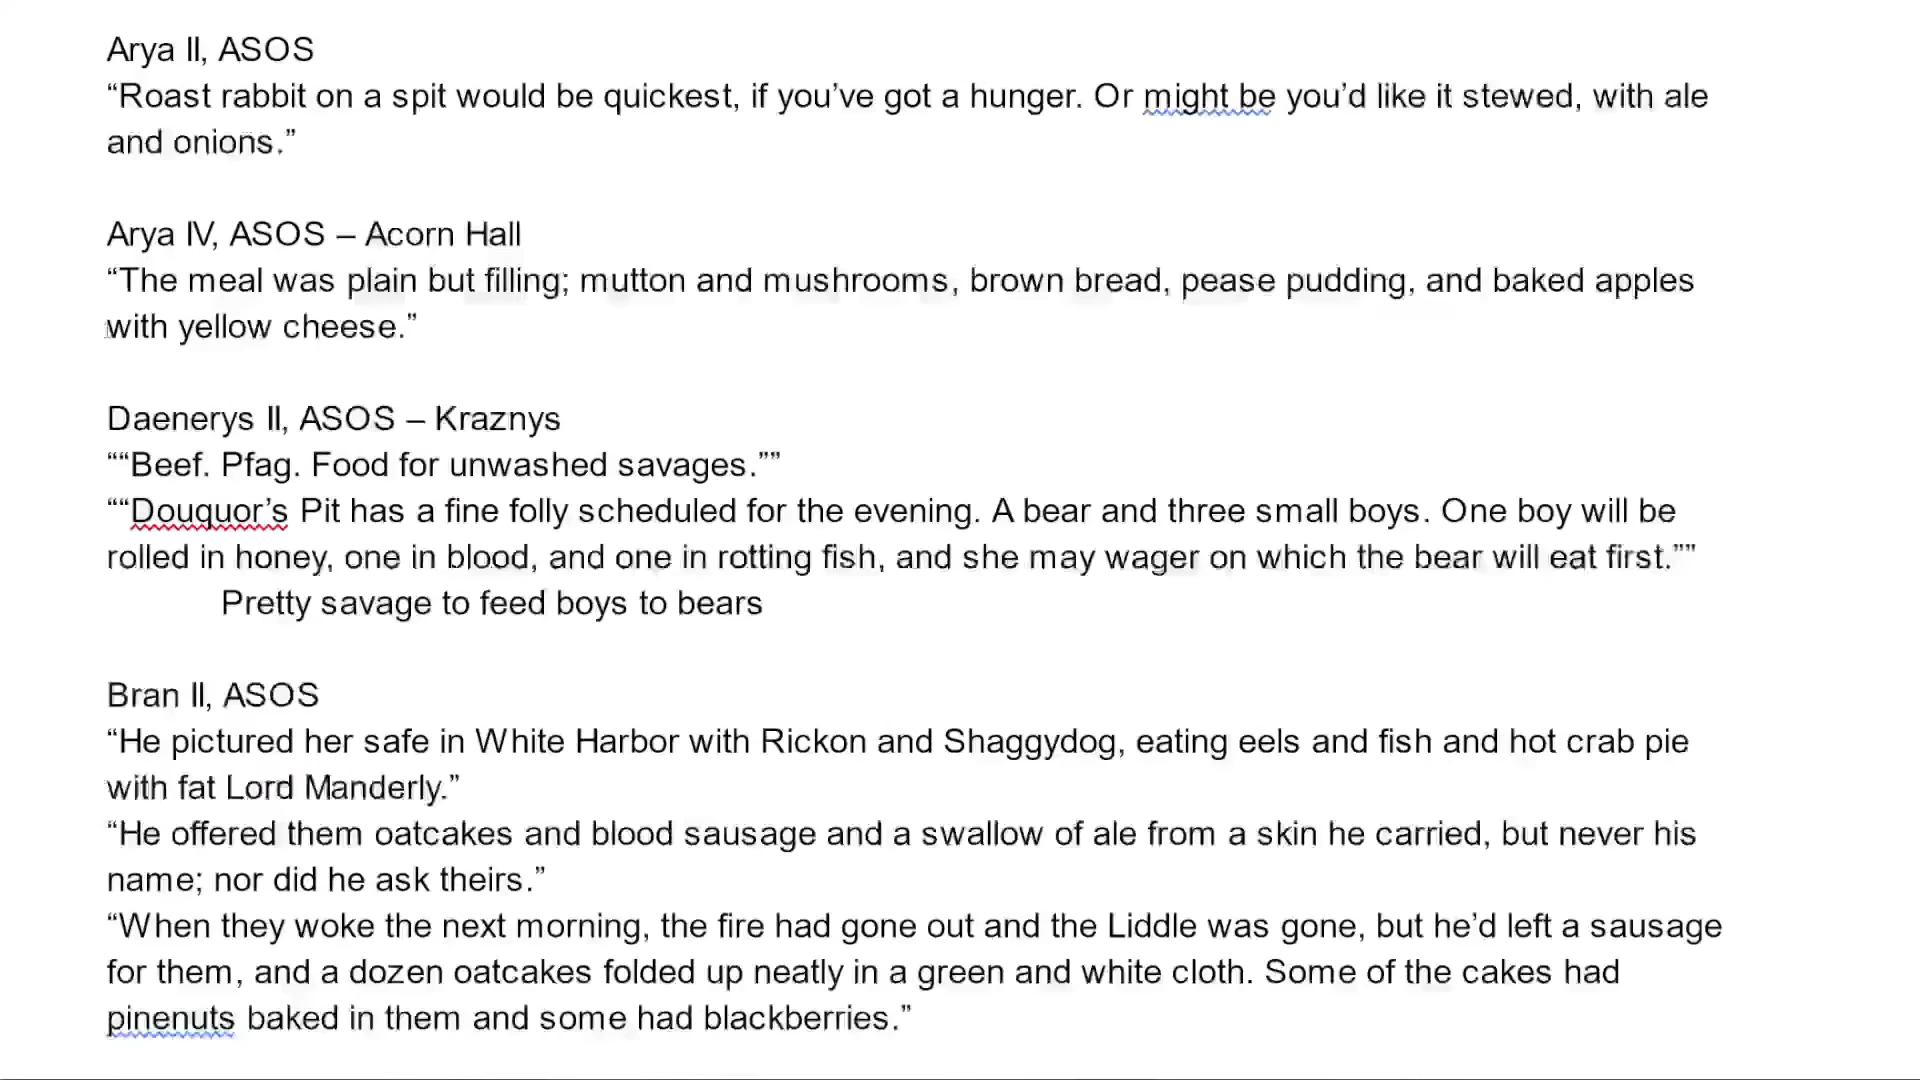 Arya II, ASOS
“Roast rabbit on a spit would be quickest, if you’ve got a hunger. Or might be you’d like it stewed, with ale
and onions.”
Arya IV, ASOS – Acorn Hall
“The meal was plain but filling; mutton and mushrooms, brown bread, pease pudding, and baked apples
with yellow cheese.”
Daenerys II, ASOS – Kraznys
““Beef. Pfag. Food for unwashed savages.””
““Douquor’s Pit has a fine folly scheduled for the evening. A bear and three small boys. One boy will be
rolled in honey, one in blood, and one in rotting fish, and she may wager on which the bear will eat first.””
Pretty savage to feed boys to bears
Bran II, ASOS
“He pictured her safe in White Harbor with Rickon and Shaggydog, eating eels and fish and hot crab pie
with fat Lord Manderly.”
“He offered them oatcakes and blood sausage and a swallow of ale from a skin he carried, but never his
name; nor did he ask theirs.”
“When they woke the next morning, the fire had gone out and the Liddle was gone, but he’d left a sausage
for them, and a dozen oatcakes folded up neatly in a green and white cloth. Some of the cakes had
pinenuts baked in them and some had blackberries.”